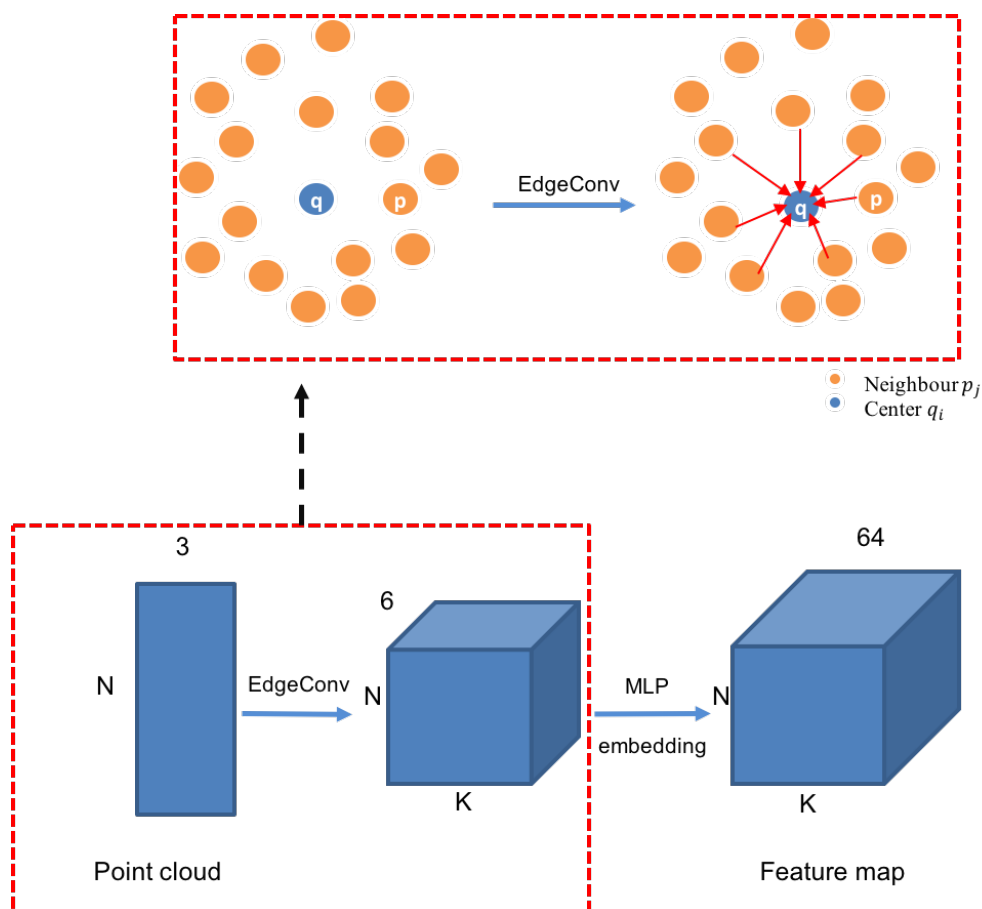 q
p
EdgeConv
q
p
Neighbour p_j
Center q_i
3
N
EdgeConv
6
N
K
MLP
embedding
64
N
K
Point cloud
Feature map